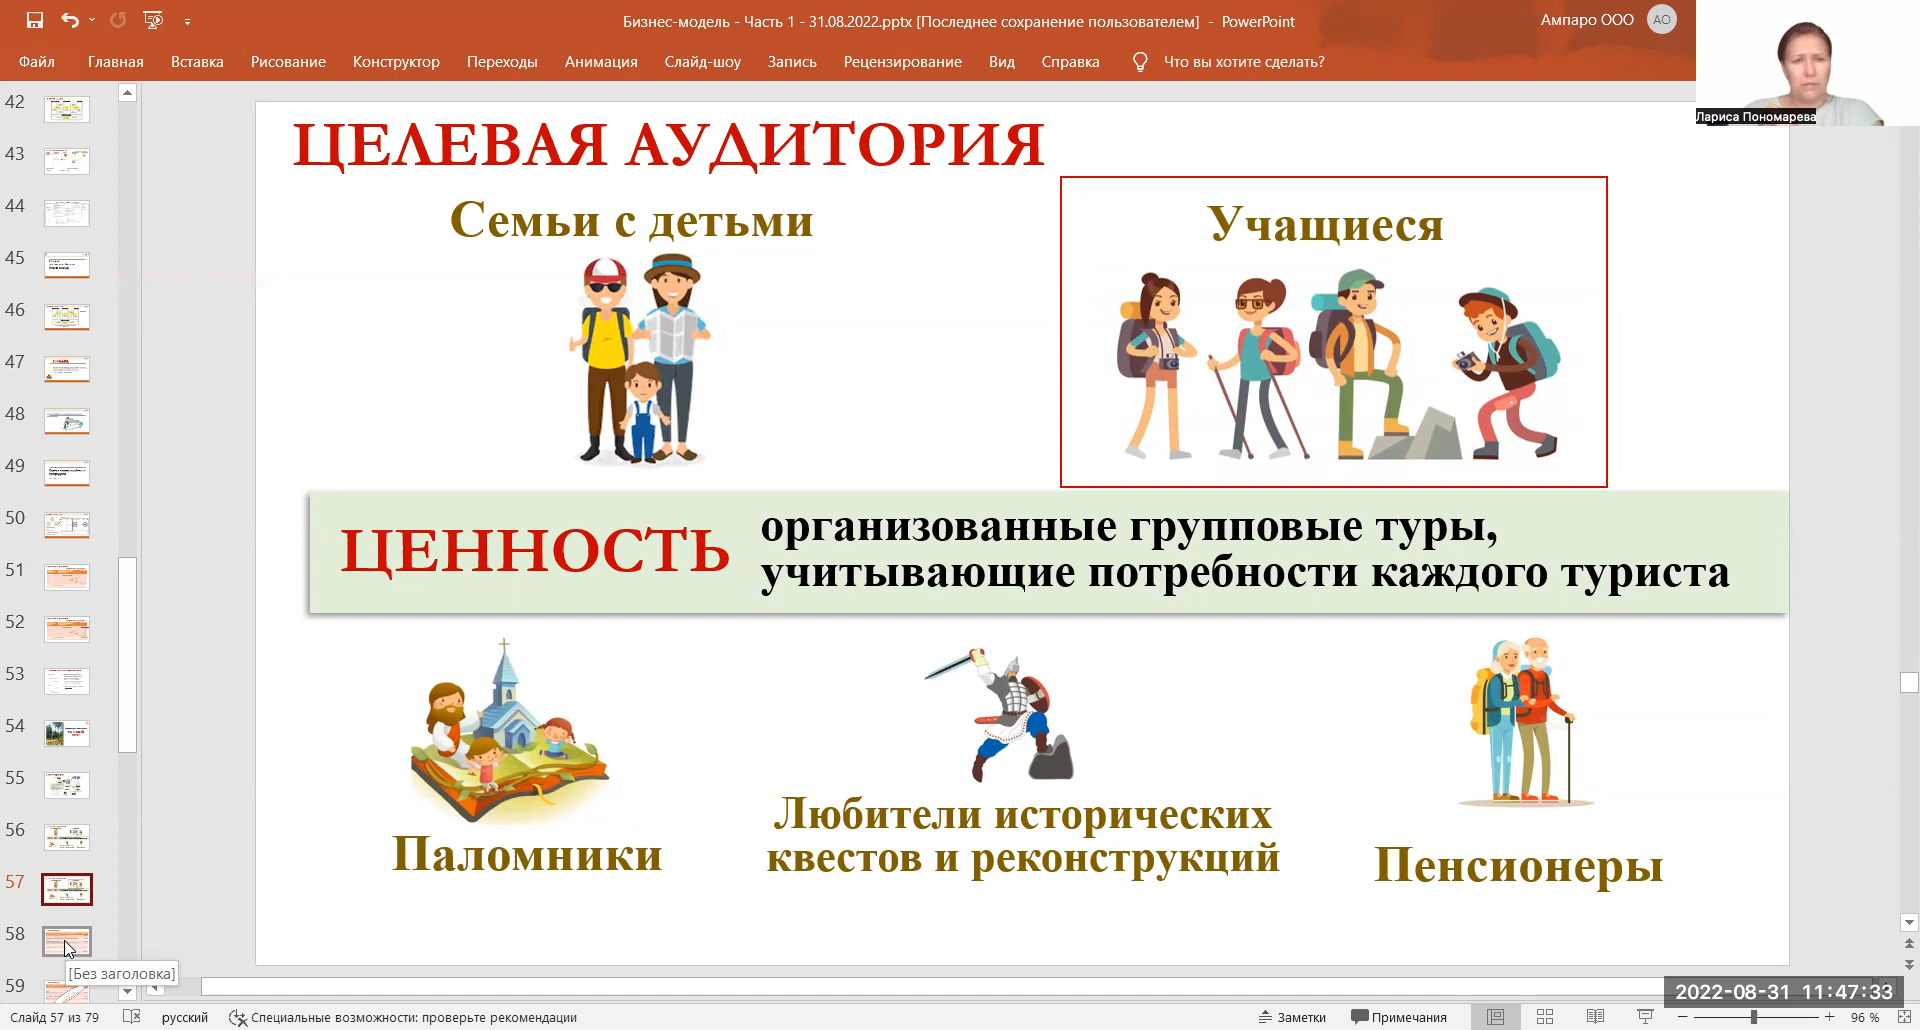 Бизнес-модель - Часть 1 - 31.08.2022.pptx [Последнее сохранение пользователем] - PowerPoint
Ампаро ООО
АО
Файл Главная Вставка Рисование Конструктор Переходы Анимация Слайд-шоу Запись Рецензирование Вид Справка Что вы хотите сделать?
Лариса Пономарева
42
43
44
45
46
47
48
49
50
51
52
53
54
55
56
57
58
[Без заголовка]
59
ЦЕЛЕВАЯ АУДИТОРИЯ
Семьи с детьми
Учащиеся
ЦЕННОСТЬ
организованные групповые туры,
учитывающие потребности каждого туриста
Паломники
Любители исторических
квестов и реконструкций
Пенсионеры
2022-08-31 11:47:33
Слайд 57 из 79 русский Специальные возможности: проверьте рекомендации Заметки Примечания 96 %